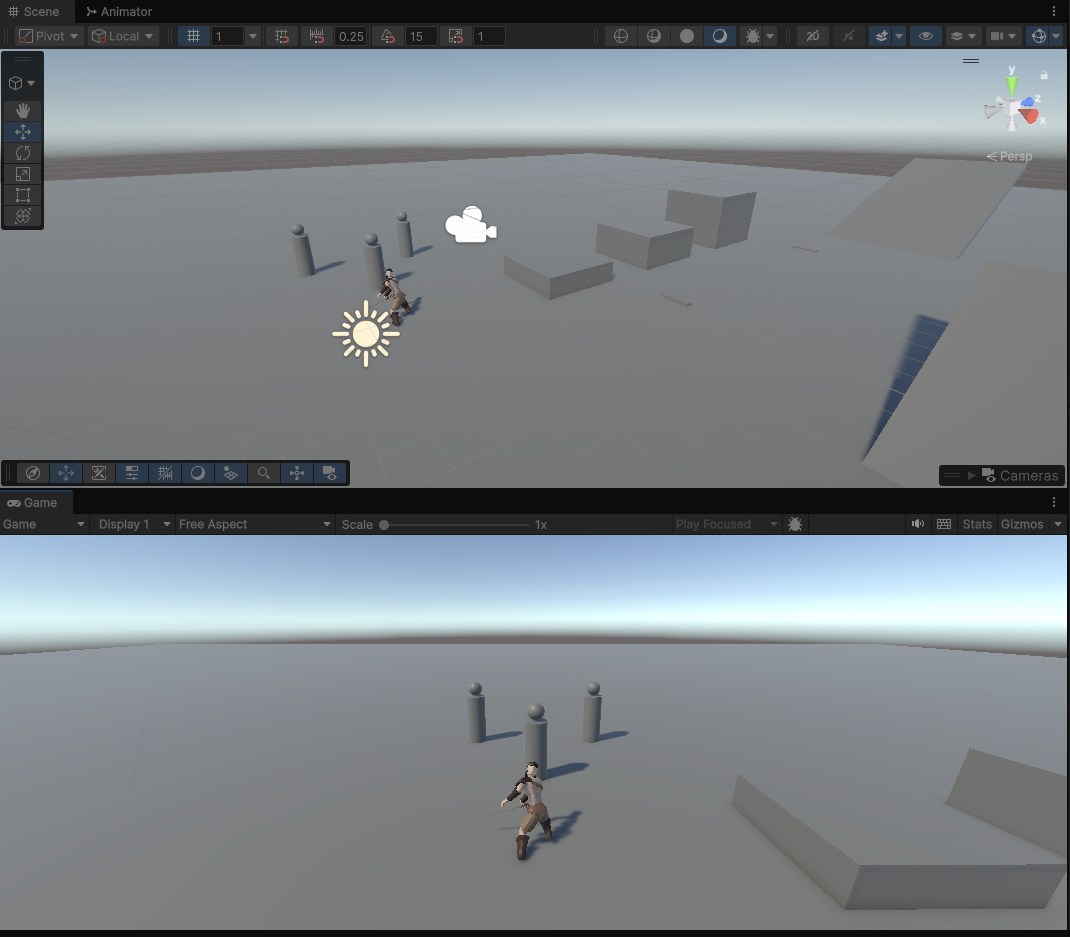 Scene Animator
Pivot Local 1 0.25 15 1 2D
y
z
x
Persp
Cameras
Game
Game Display 1 Free Aspect Scale 1x Play Focused Stats Gizmos